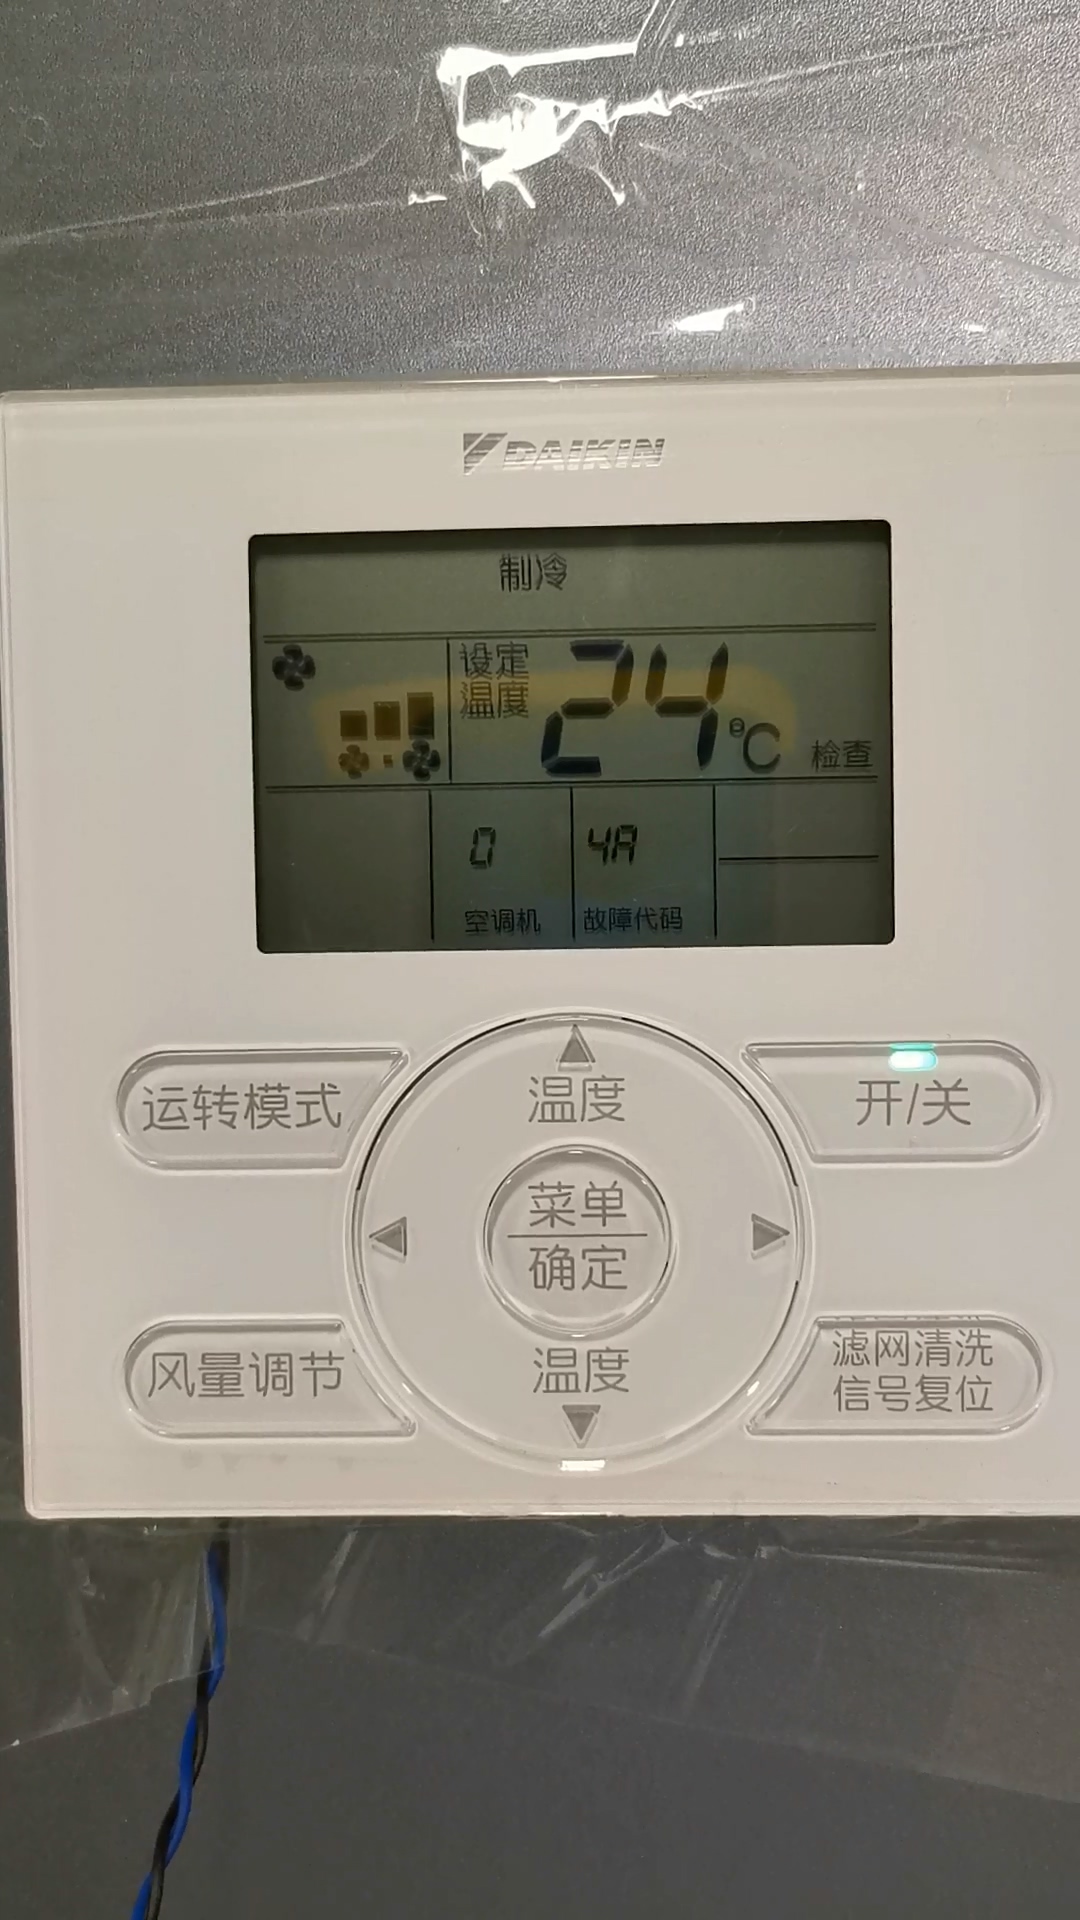 DAIKIN
制冷
设定
温度
24°C
检查
0
4A
空调机
故障代码
运转模式
温度
开/关
菜单
确定
风量调节
温度
滤网清洗
信号复位